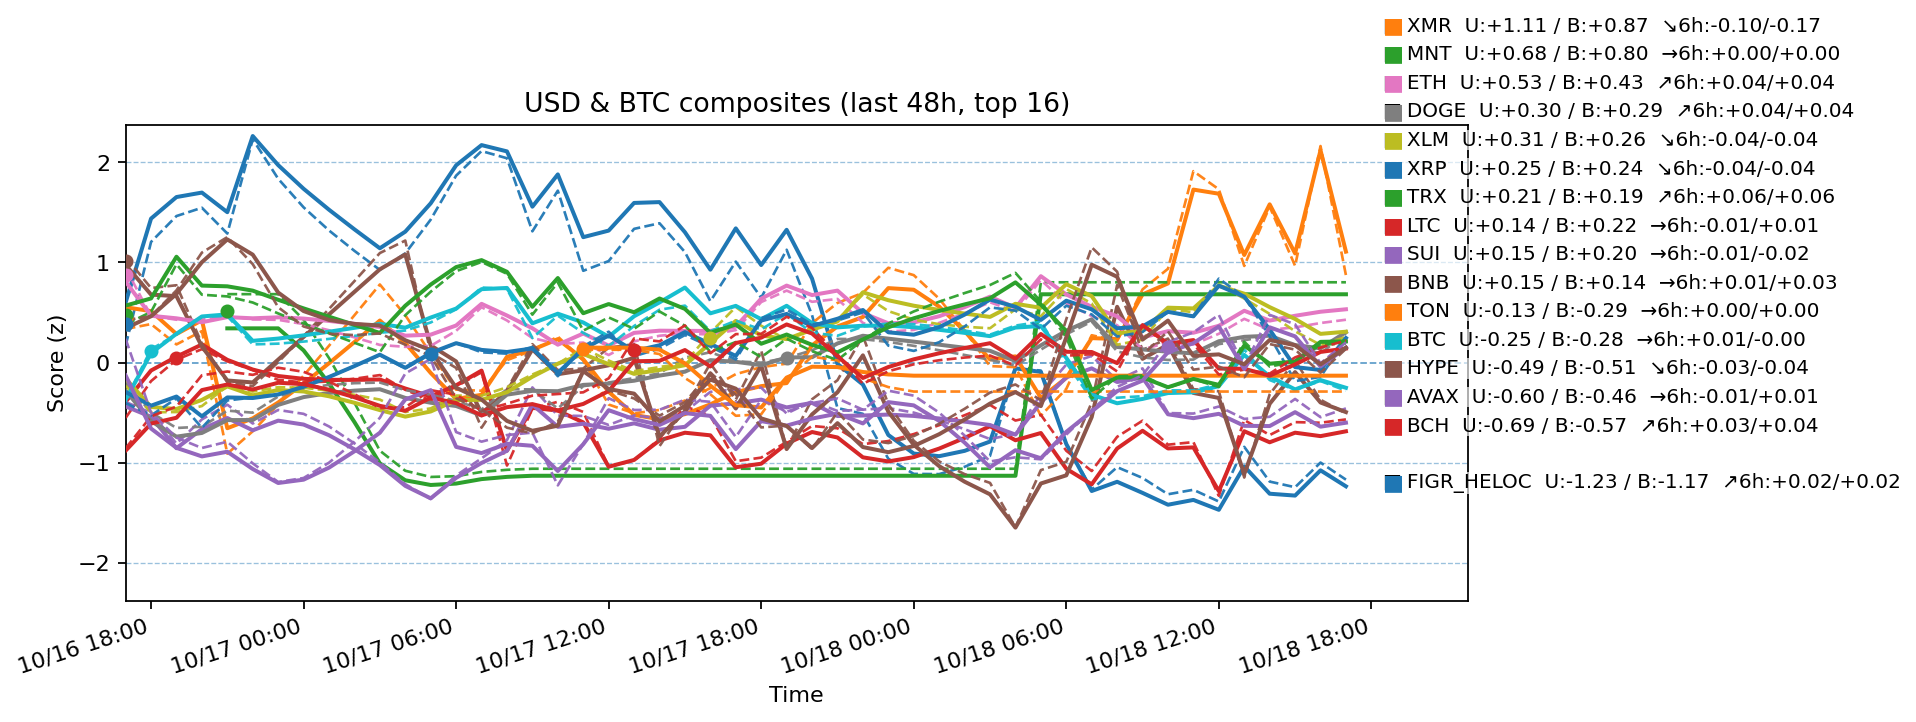 XMR U:+1.11 / B:+0.87 ↘6h:-0.10/-0.17
MNT U:+0.68 / B:+0.80 →6h:+0.00/+0.00
ETH U:+0.53 / B:+0.43 ↗6h:+0.04/+0.04
DOGE U:+0.30 / B:+0.29 ↗6h:+0.04/+0.04
XLM U:+0.31 / B:+0.26 ↘6h:-0.04/-0.04
XRP U:+0.25 / B:+0.24 ↘6h:-0.04/-0.04
TRX U:+0.21 / B:+0.19 ↗6h:+0.06/+0.06
LTC U:+0.14 / B:+0.22 →6h:-0.01/+0.01
SUI U:+0.15 / B:+0.20 →6h:-0.01/-0.02
BNB U:+0.15 / B:+0.14 →6h:+0.01/+0.03
TON U:-0.13 / B:-0.29 →6h:+0.00/+0.00
BTC U:-0.25 / B:-0.28 →6h:+0.01/-0.00
HYPE U:-0.49 / B:-0.51 ↘6h:-0.03/-0.04
AVAX U:-0.60 / B:-0.46 →6h:-0.01/+0.01
BCH U:-0.69 / B:-0.57 ↗6h:+0.03/+0.04
FIGR_HELOC U:-1.23 / B:-1.17 ↗6h:+0.02/+0.02
USD & BTC composites (last 48h, top 16)
Score (z)
2
1
0
−1
−2
10/16 18:00
10/17 00:00
10/17 06:00
10/17 12:00
10/17 18:00
10/18 00:00
10/18 06:00
10/18 12:00
10/18 18:00
Time